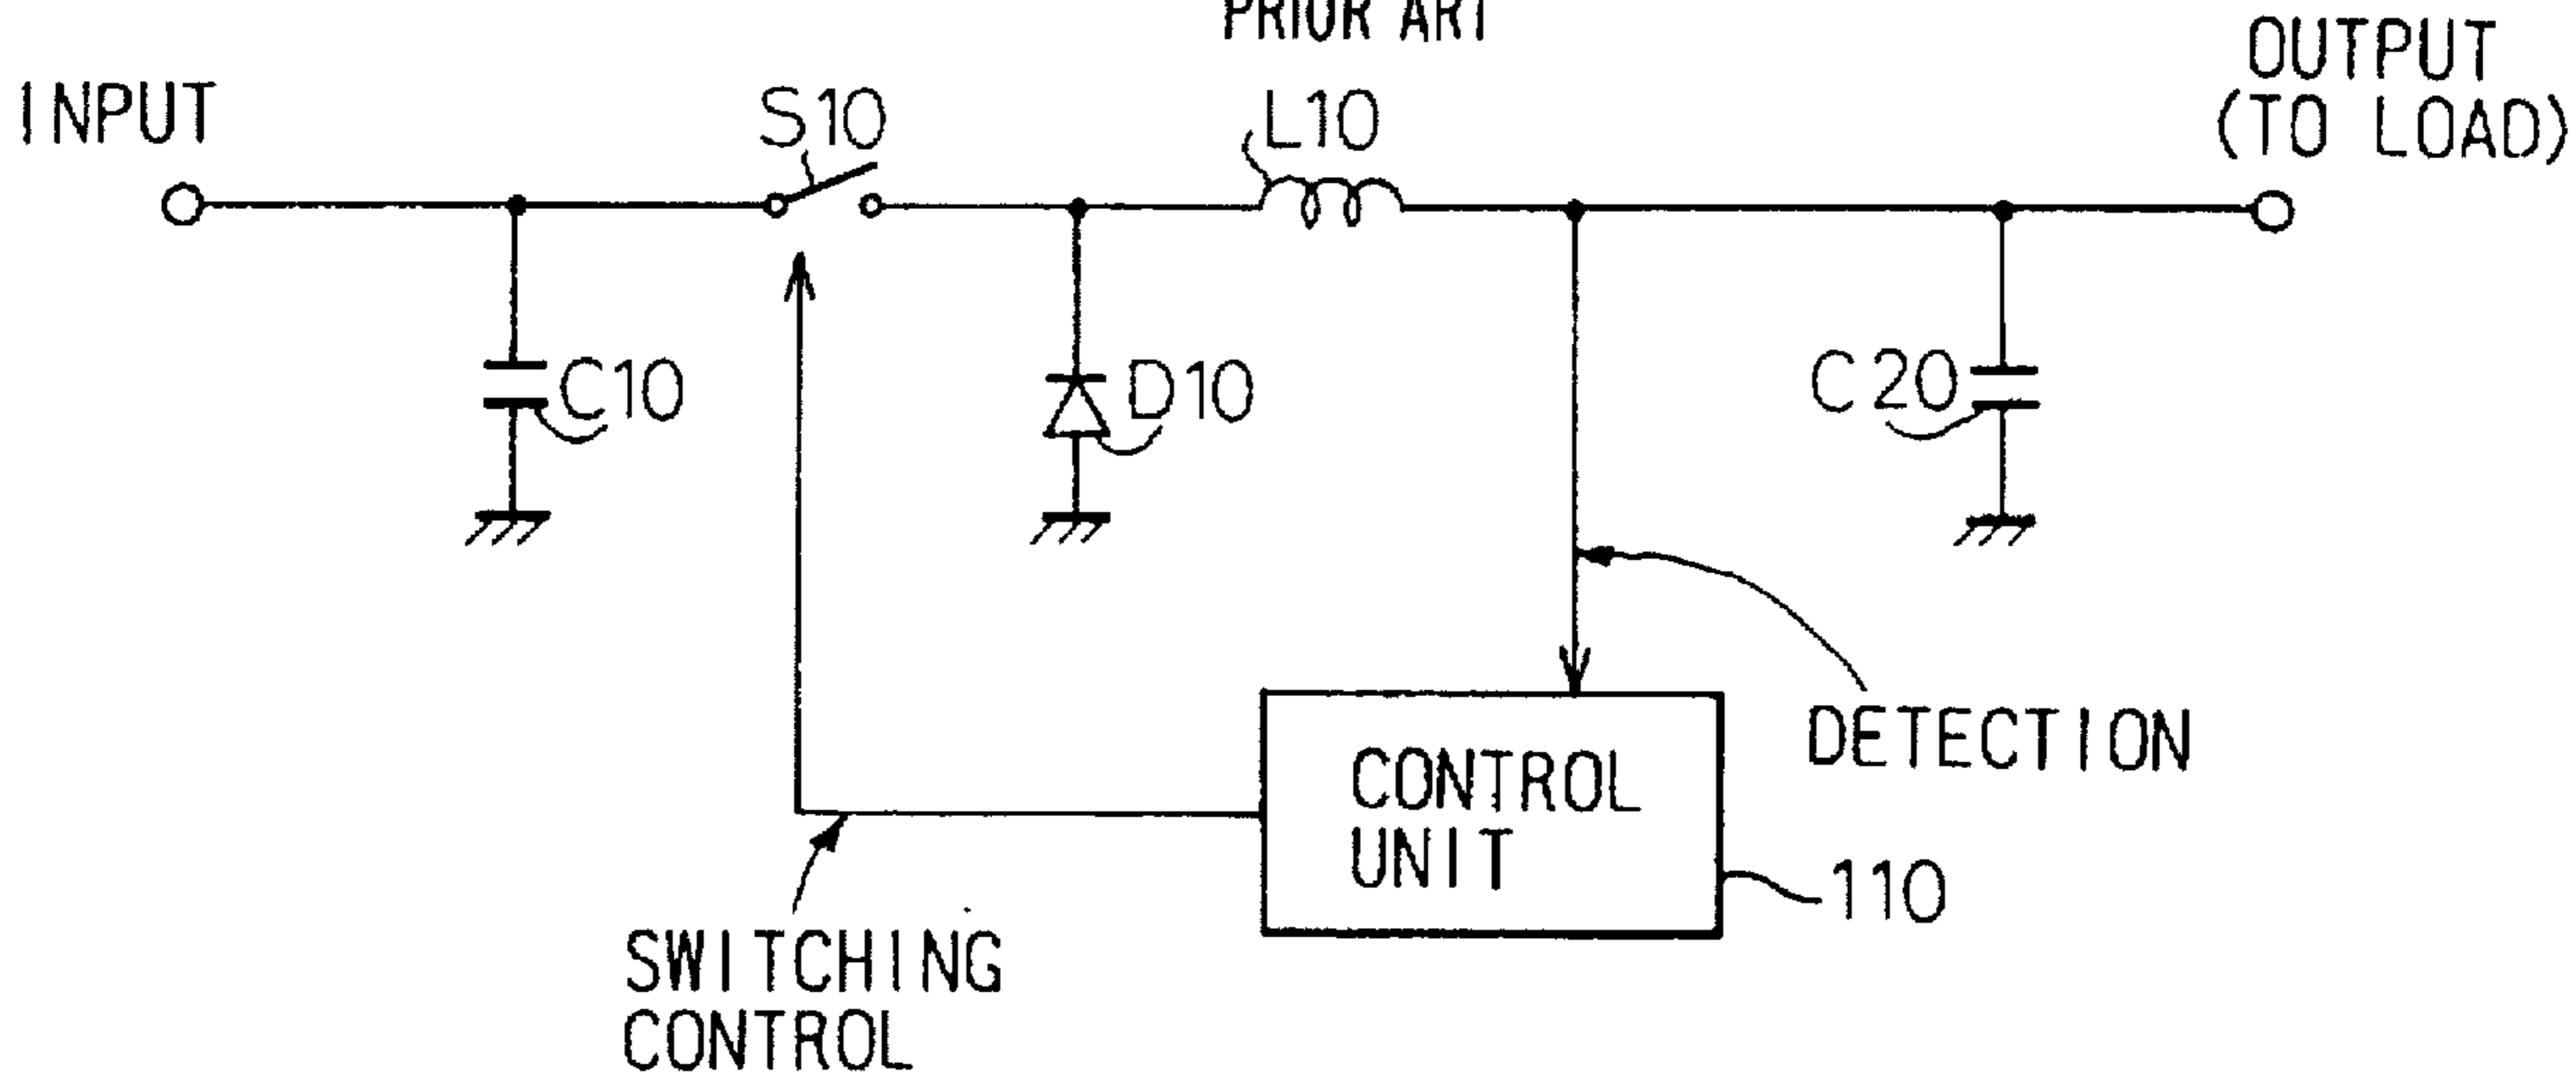 PRIOR ART
OUTPUT
(TO LOAD)
INPUT
S10
L10
C10
D10
C20
DETECTION
CONTROL
UNIT
110
SWITCHING
CONTROL